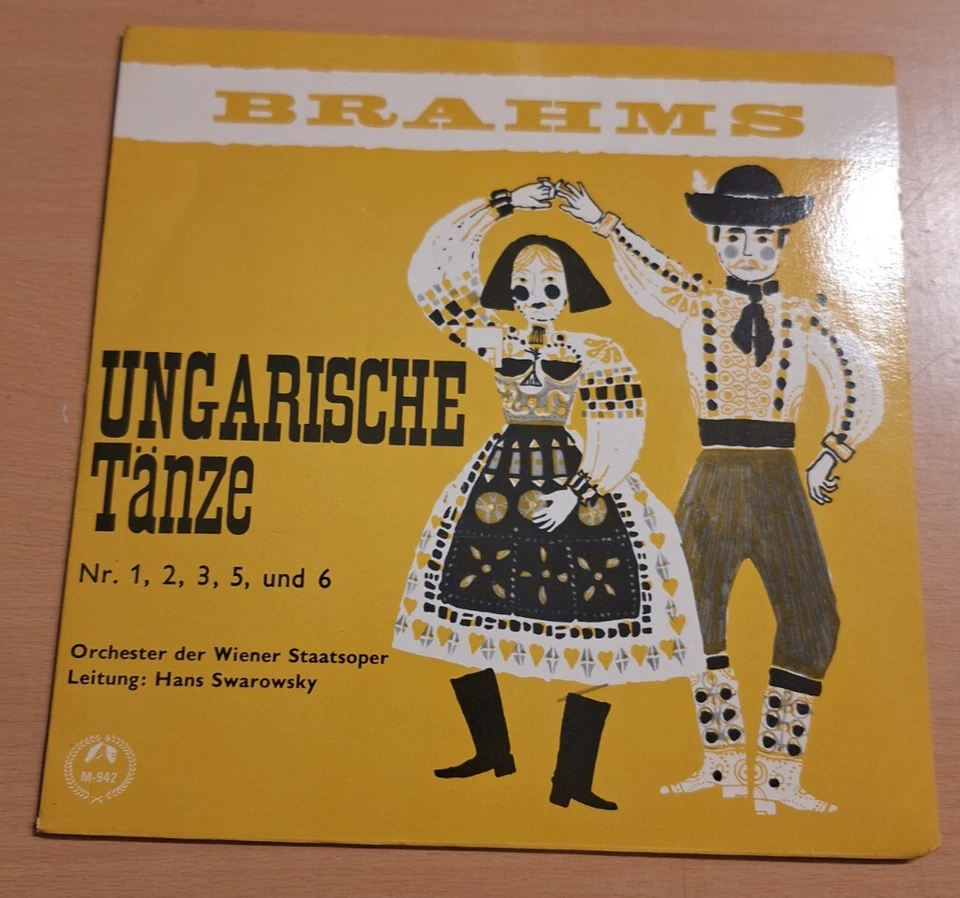 BRAHMS
UNGARISCHE
Tänze
Nr. 1, 2, 3, 5, und 6
Orchester der Wiener Staatsoper
Leitung: Hans Swarowsky
M-942